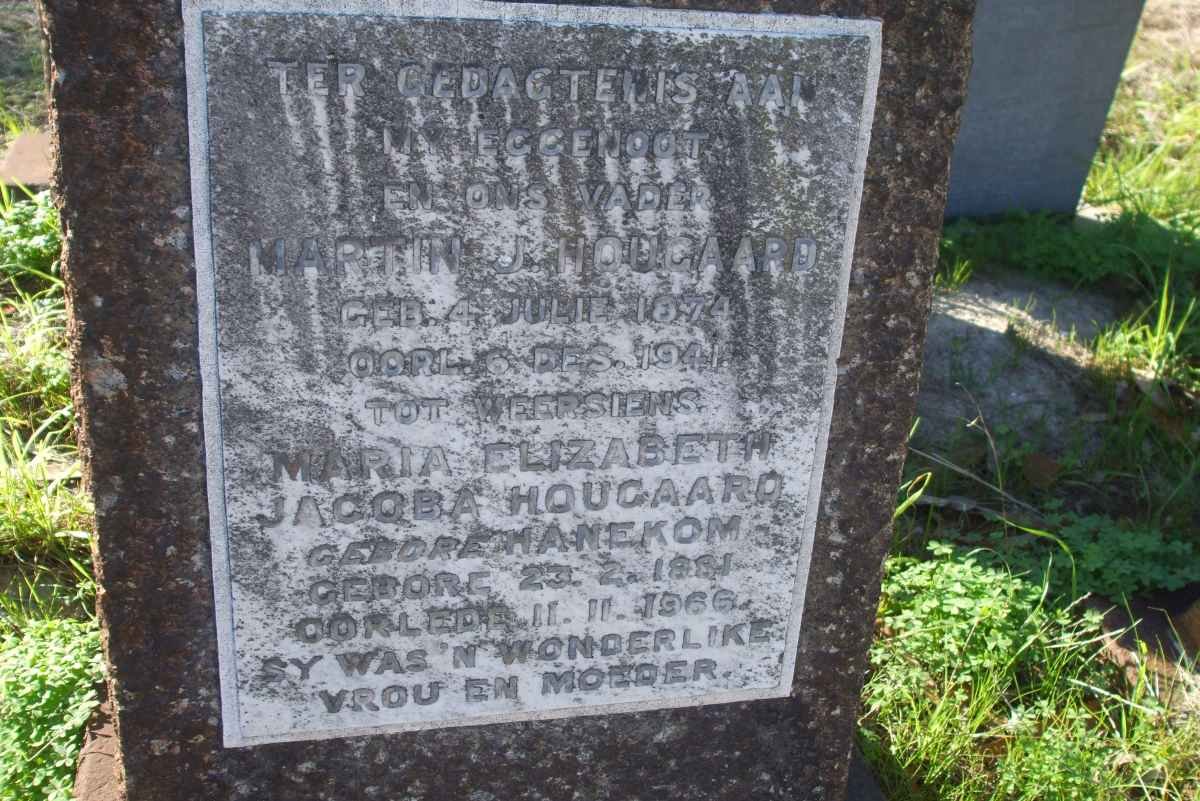 TER GEDAGTENIS AAN
MY EGGENOOT
EN ONS VADER
MARTIN J. HOUGAARD
GEB. 4 JULIE 1874
OORL. 6 DES. 1941.
TOT WEERSIENS
MARIA ELIZABETH
JACOBA HOUGAARD
GEBORE HANEKOM
GEBORE 23. 2. 1881
OORLEDE 11. 11. 1966.
SY WAS 'N WONDERLIKE
VROU EN MOEDER.